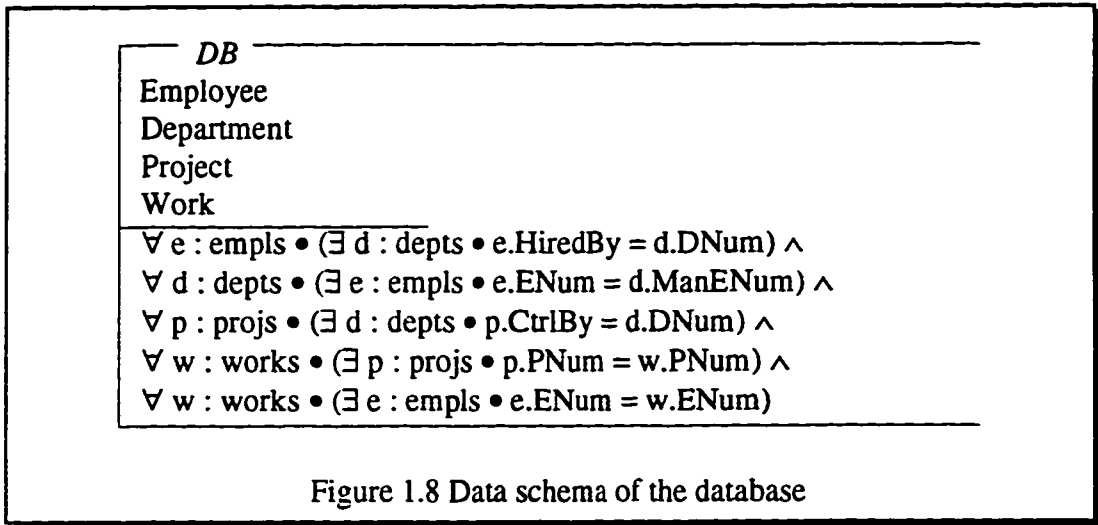 DB
Employee
Department
Project
Work
∀ e : empls • (∃ d : depts • e.HiredBy = d.DNum) ∧
∀ d : depts • (∃ e : empls • e.ENum = d.ManENum) ∧
∀ p : projs • (∃ d : depts • p.CtrlBy = d.DNum) ∧
∀ w : works • (∃ p : projs • p.PNum = w.PNum) ∧
∀ w : works • (∃ e : empls • e.ENum = w.ENum)
Figure 1.8 Data schema of the database